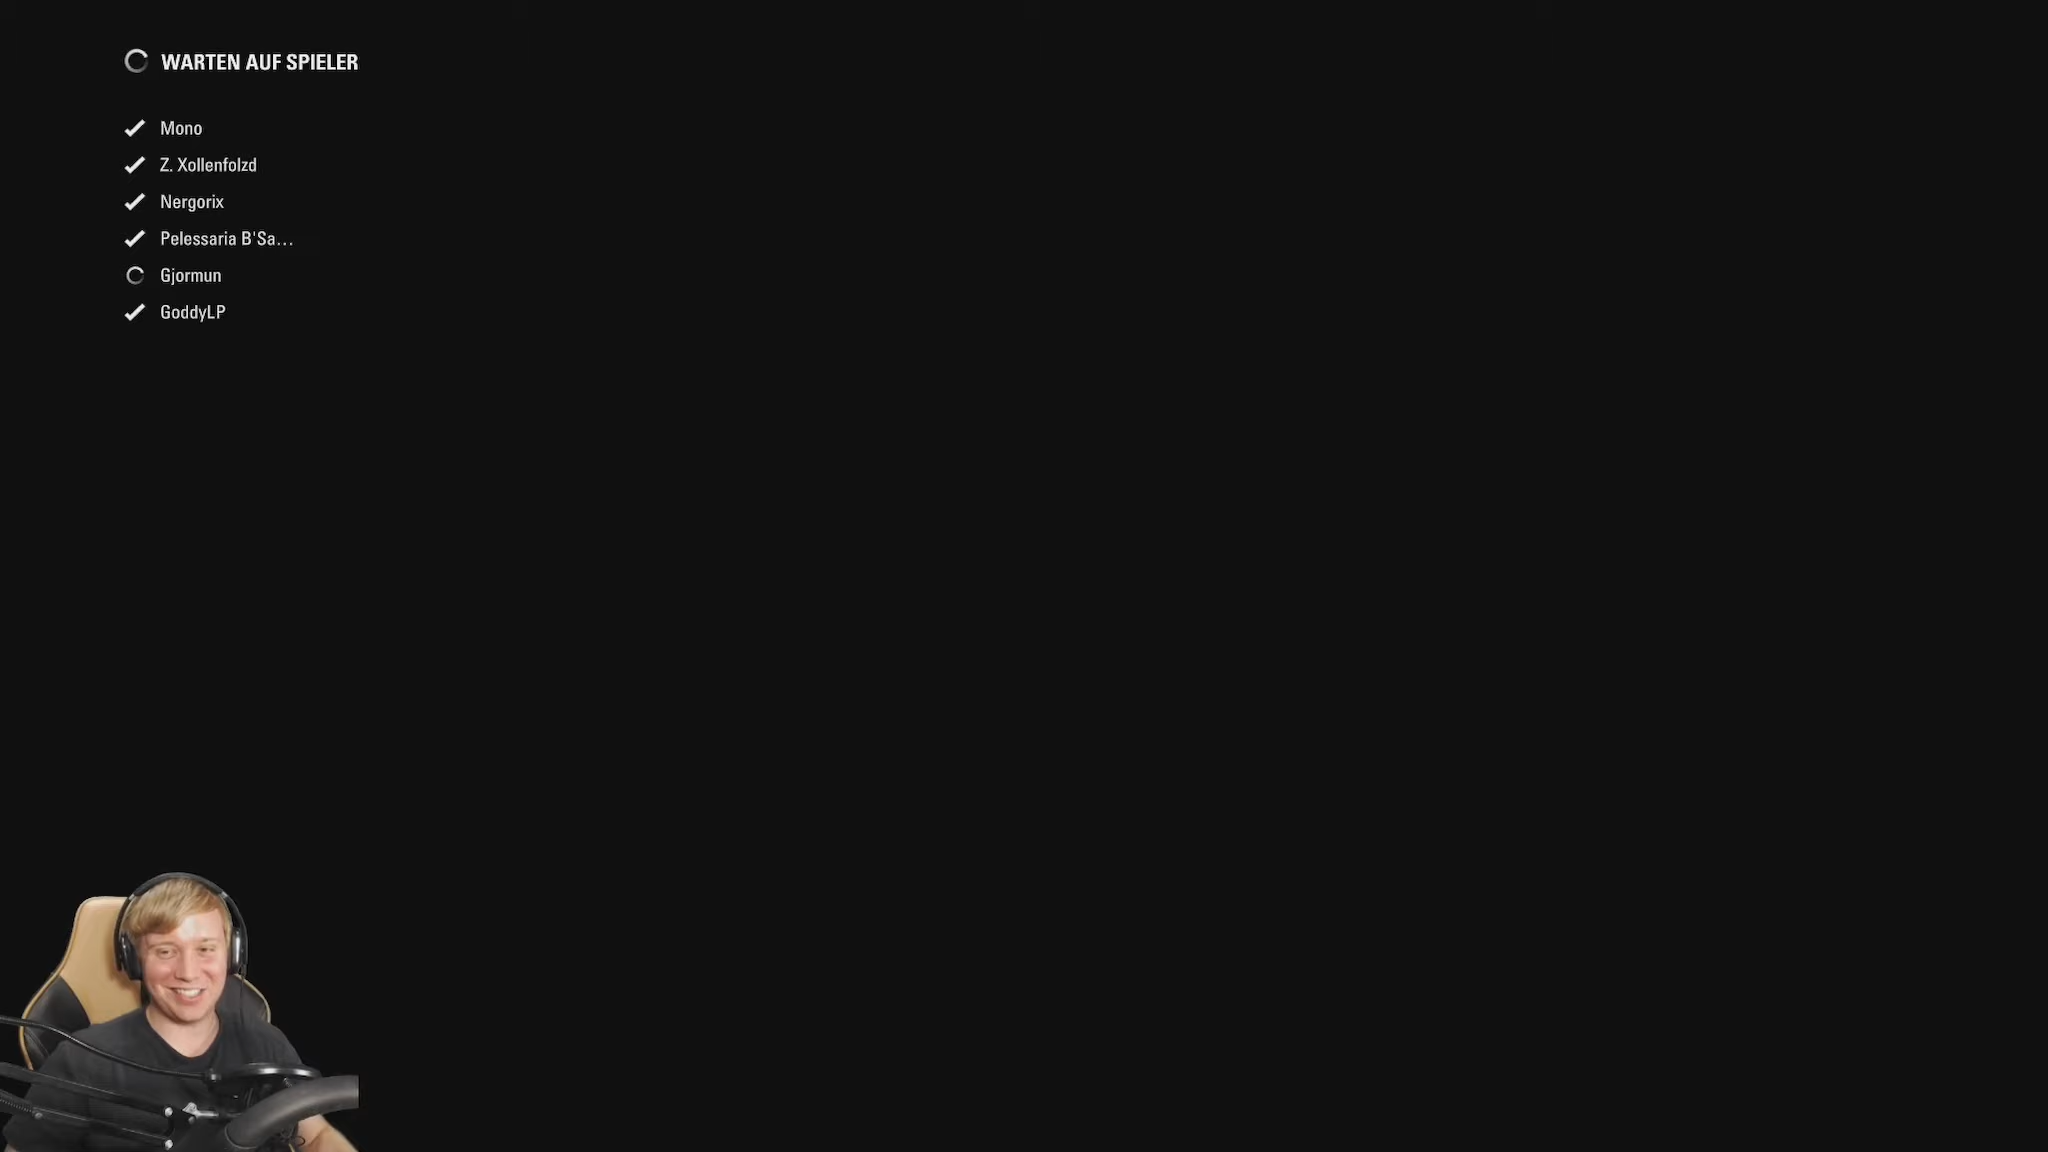 WARTEN AUF SPIELER
Mono
Z. Xollenfolzd
Nergorix
Pelessaria B'Sa...
Gjormun
GoddyLP